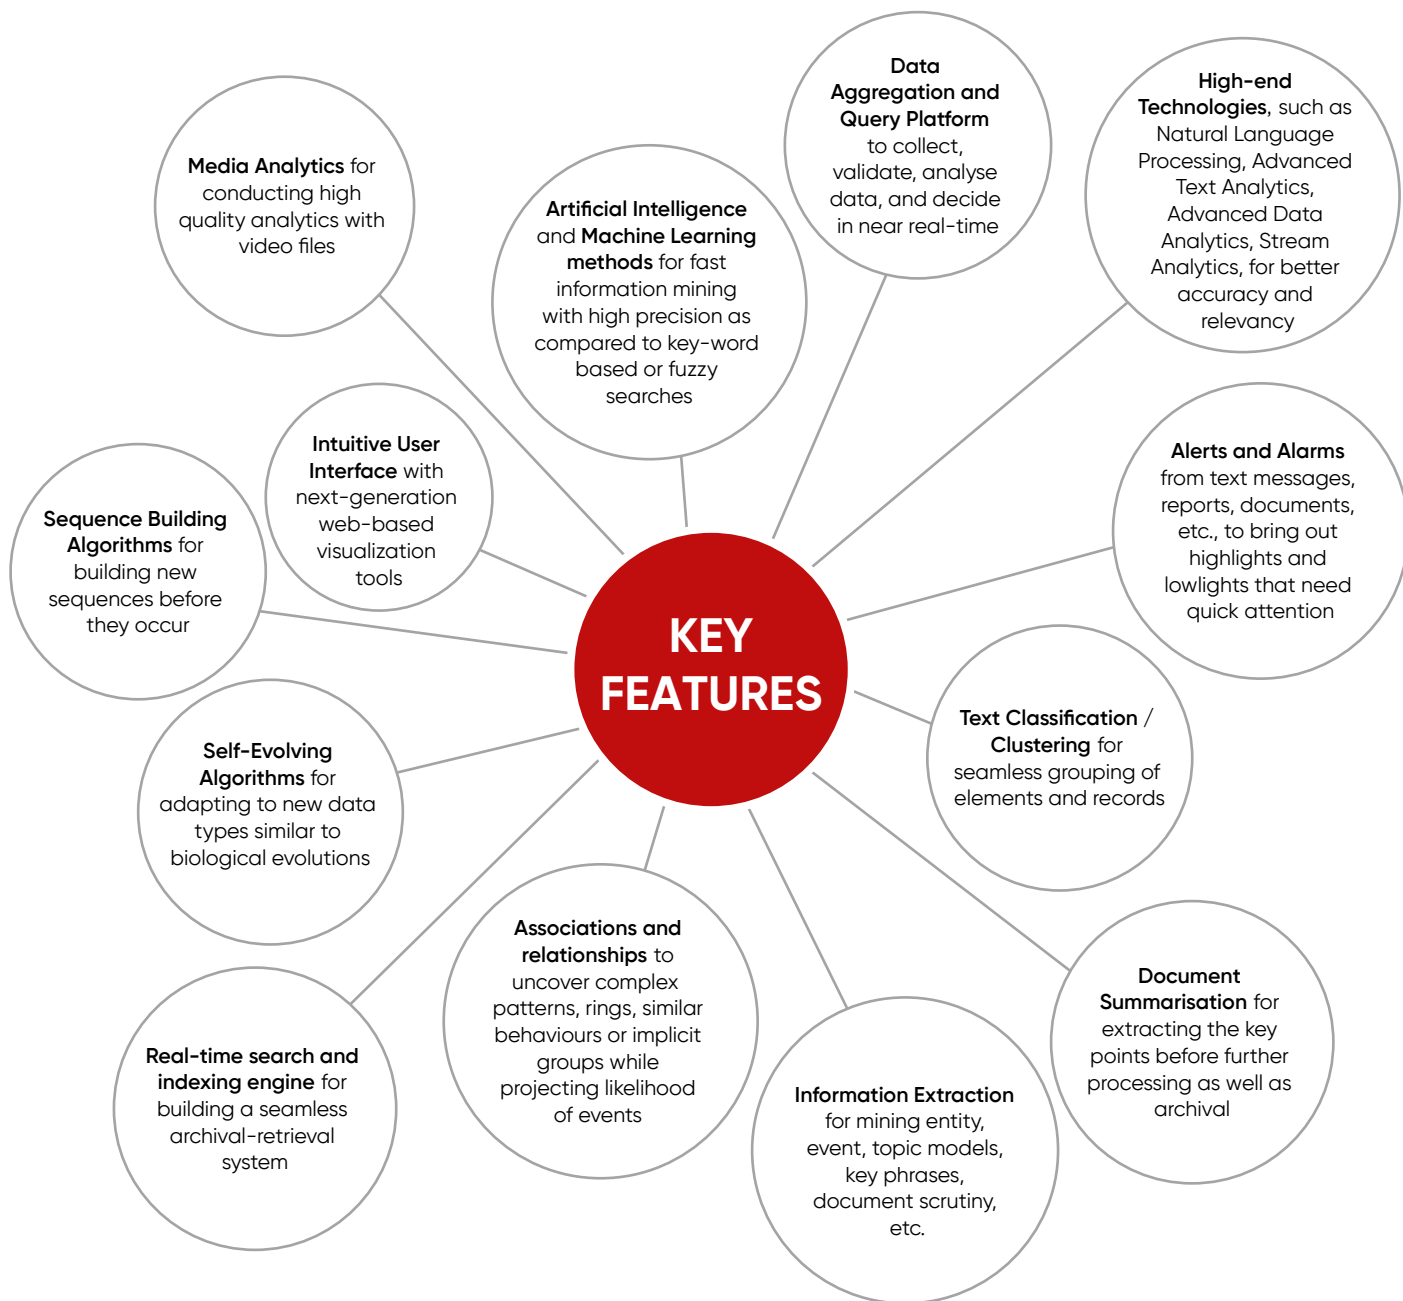 Data
Aggregation and
Query Platform
to collect,
validate, analyse
data, and decide
in near real-time
High-end
Technologies, such as
Natural Language
Processing, Advanced
Text Analytics,
Advanced Data
Analytics, Stream
Analytics, for better
accuracy and
relevancy
Media Analytics for
conducting high
quality analytics with
video files
Artificial Intelligence
and Machine Learning
methods for fast
information mining
with high precision as
compared to key-word
based or fuzzy
searches
Intuitive User
Interface with
next-generation
web-based
visualization
tools
Alerts and Alarms
from text messages,
reports, documents,
etc., to bring out
highlights and
lowlights that need
quick attention
Sequence Building
Algorithms for
building new
sequences before
they occur
KEY
FEATURES
Text Classification /
Clustering for
seamless grouping of
elements and records
Self-Evolving
Algorithms for
adapting to new data
types similar to
biological evolutions
Associations and
relationships to
uncover complex
patterns, rings, similar
behaviours or implicit
groups while
projecting likelihood
of events
Document
Summarisation for
extracting the key
points before further
processing as well as
archival
Real-time search and
indexing engine for
building a seamless
archival-retrieval
system
Information Extraction
for mining entity,
event, topic models,
key phrases,
document scrutiny,
etc.